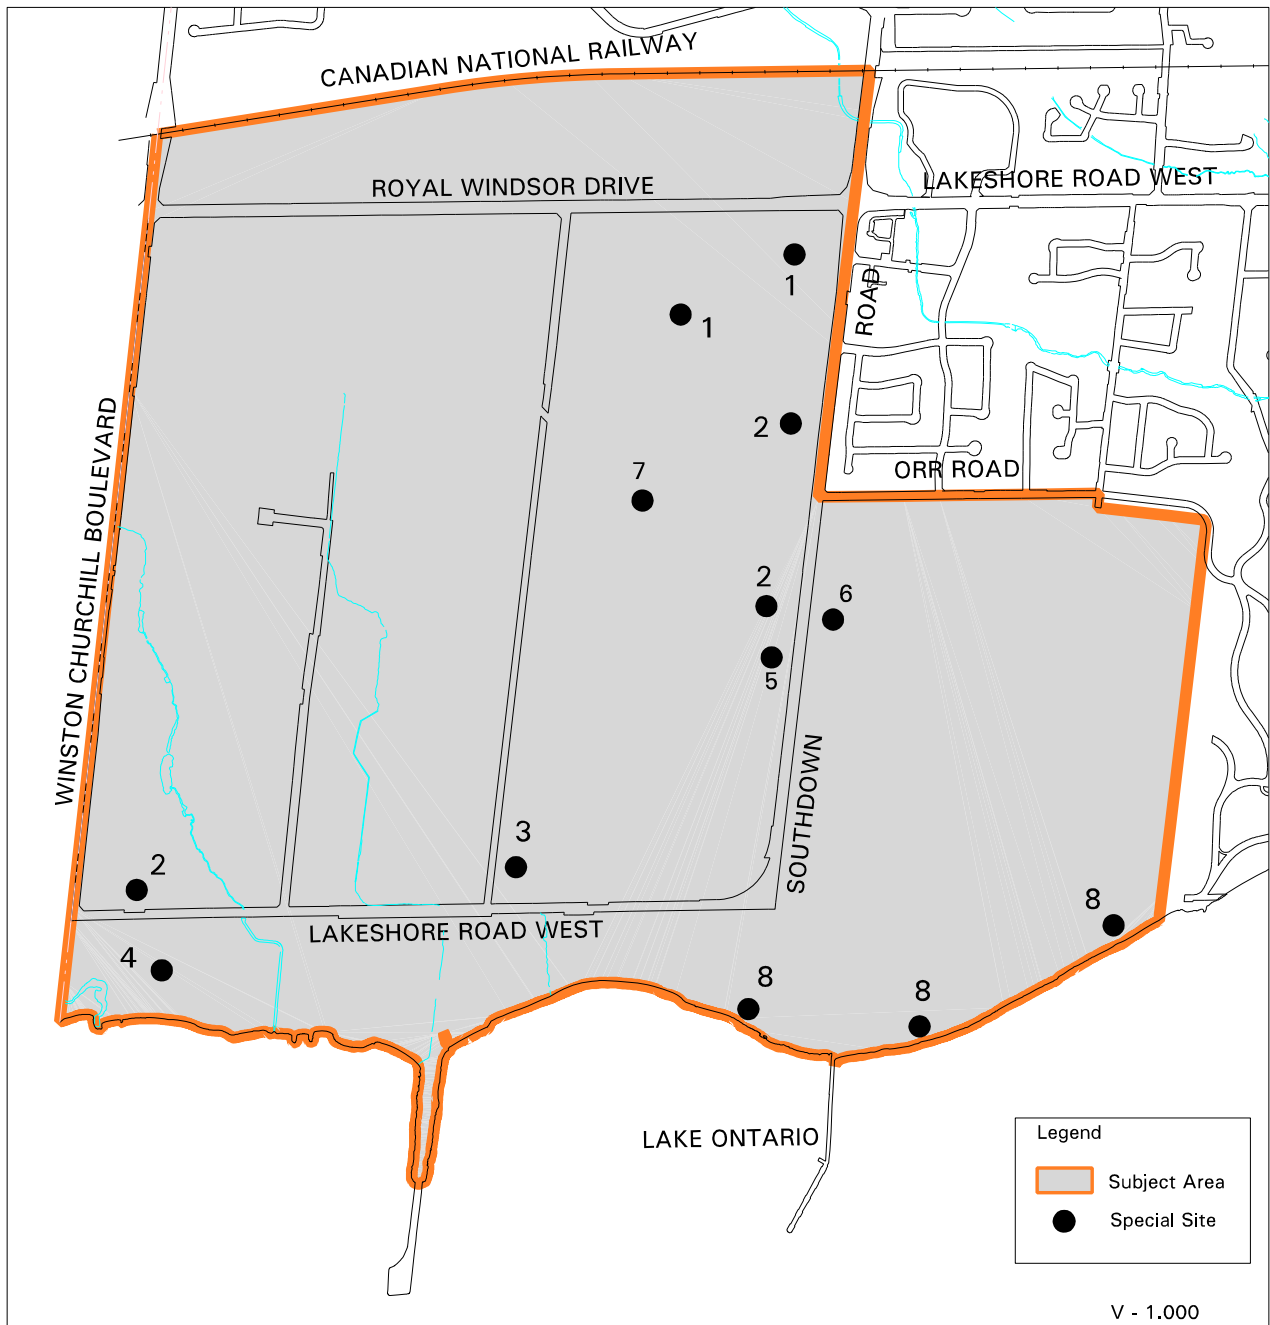 CANADIAN NATIONAL RAILWAY
ROYAL WINDSOR DRIVE
LAKESHORE ROAD WEST
1
ROAD
1
WINSTON CHURCHILL BOULEVARD
2
ORR ROAD
7
2
6
5
SOUTHDOWN
3
2
8
LAKESHORE ROAD WEST
4
8
8
LAKE ONTARIO
Legend
Subject Area
Special Site
V - 1.000